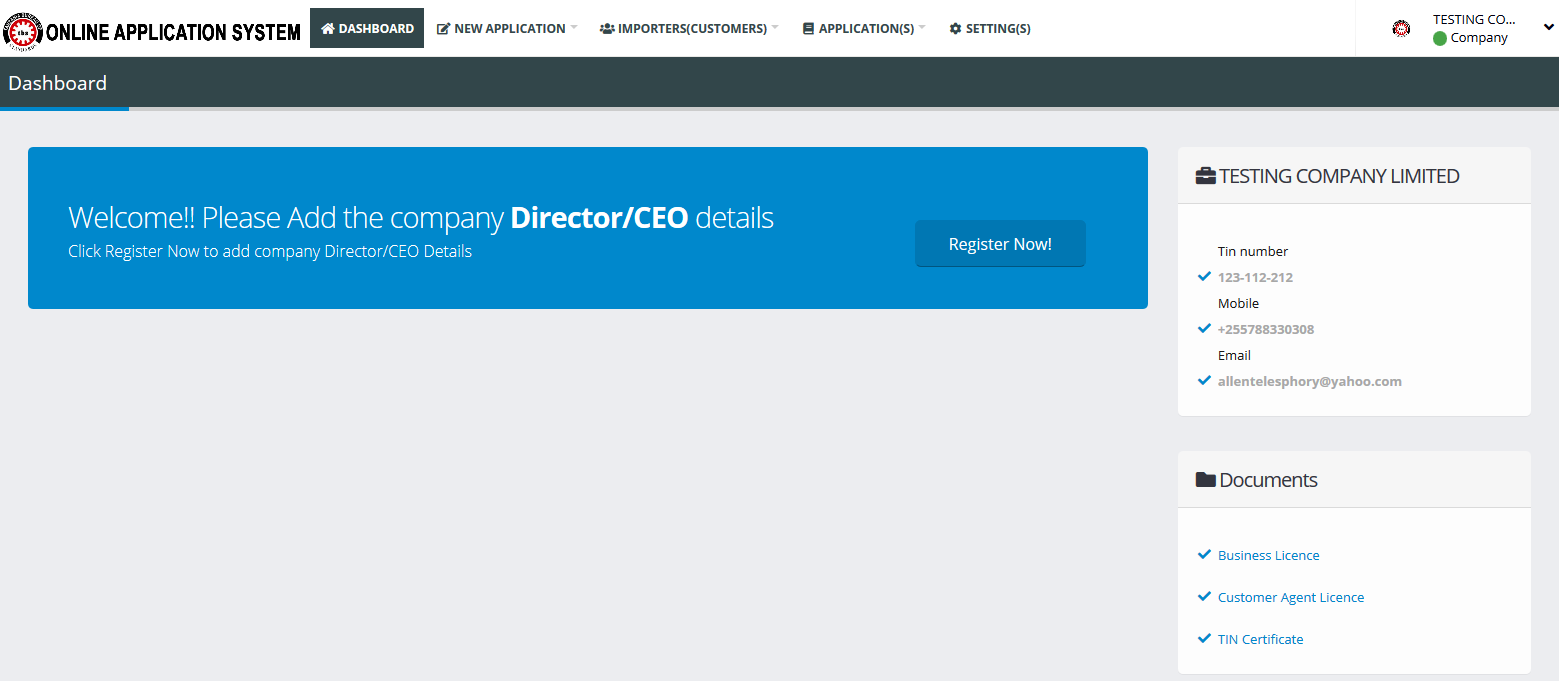 tbs ONLINE APPLICATION SYSTEM DASHBOARD NEW APPLICATION IMPORTERS(CUSTOMERS) APPLICATION(S) SETTING(S) TESTING CO...
Company
Dashboard
Welcome!! Please Add the company Director/CEO details
Click Register Now to add company Director/CEO Details
Register Now!
TESTING COMPANY LIMITED
Tin number
123-112-212
Mobile
+255788330308
Email
allentelesphory@yahoo.com
Documents
Business Licence
Customer Agent Licence
TIN Certificate